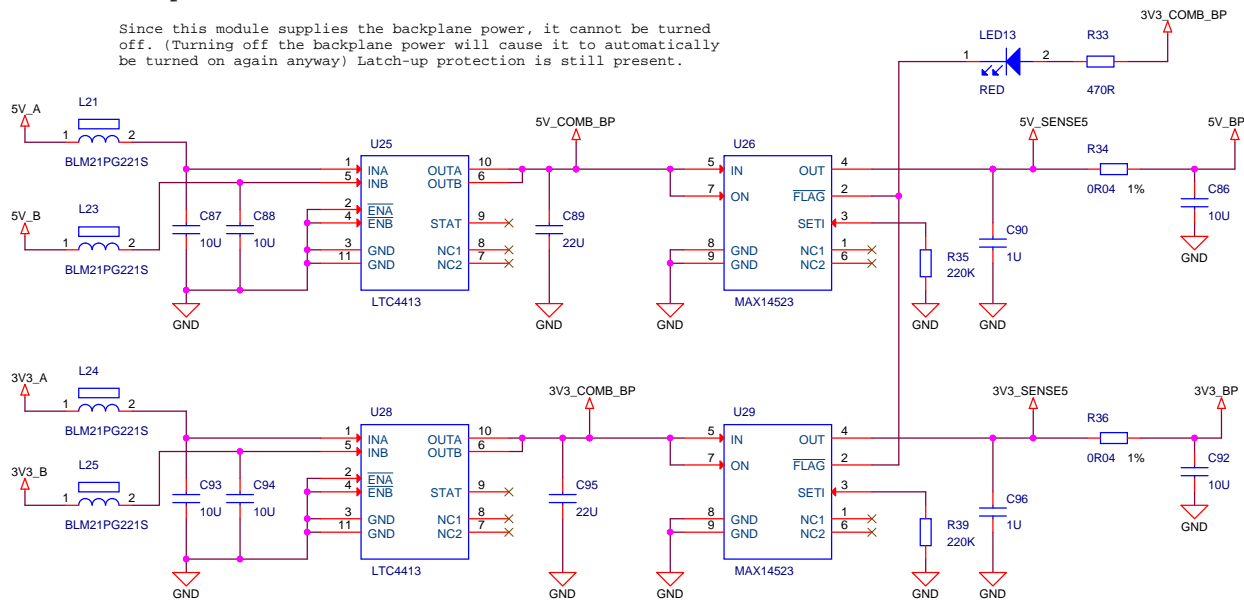 Since this module supplies the backplane power, it cannot be turned
off. (Turning off the backplane power will cause it to automatically
be turned on again anyway) Latch-up protection is still present.
3V3_COMB_BP
LED13
R33
1
2
RED
470R
5V_A
L21
1
2
BLM21PG221S
5V_B
L23
1
2
BLM21PG221S
C87
10U
C88
10U
GND
U25
1
INA
5
INB
2
ENA
4
ENB
3
GND
11
GND
OUTA
10
OUTB
6
STAT
9
NC1
8
NC2
7
LTC4413
5V_COMB_BP
C89
22U
GND
U26
5
IN
7
ON
8
GND
9
GND
OUT
4
FLAG
2
SETI
3
NC1
1
NC2
6
MAX14523
GND
R35
220K
GND
C90
1U
GND
5V_SENSE5
R34
0R04
1%
5V_BP
C86
10U
GND
3V3_A
L24
1
2
BLM21PG221S
3V3_B
L25
1
2
BLM21PG221S
C93
10U
C94
10U
GND
U28
1
INA
5
INB
2
ENA
4
ENB
3
GND
11
GND
OUTA
10
OUTB
6
STAT
9
NC1
8
NC2
7
LTC4413
3V3_COMB_BP
C95
22U
GND
U29
5
IN
7
ON
8
GND
9
GND
OUT
4
FLAG
2
SETI
3
NC1
1
NC2
6
MAX14523
GND
R39
220K
GND
C96
1U
GND
3V3_SENSE5
R36
0R04
1%
3V3_BP
C92
10U
GND